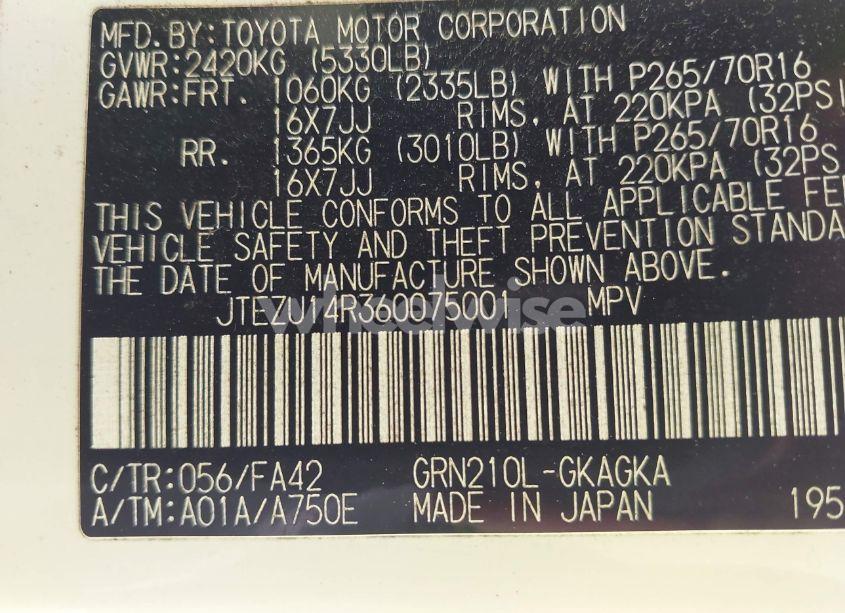 MFD. BY: TOYOTA MOTOR CORPORATION
GVWR: 2420KG (5330LB)
GAWR: FRT. 1060KG (2335LB) WITH P265/70R16
16X7JJ RIMS, AT 220KPA (32PSI
RR. 1365KG (3010LB) WITH P265/70R16
16X7JJ RIMS, AT 220KPA (32PS
THIS VEHICLE CONFORMS TO ALL APPLICABLE FE
VEHICLE SAFETY AND THEFT PREVENTION STANDA
THE DATE OF MANUFACTURE SHOWN ABOVE.
JTEZU14R360075001 MPV
wheelwise
C/TR: 056/FA42 GRN210L-GKAGKA
A/TM: A01A/A750E MADE IN JAPAN 195